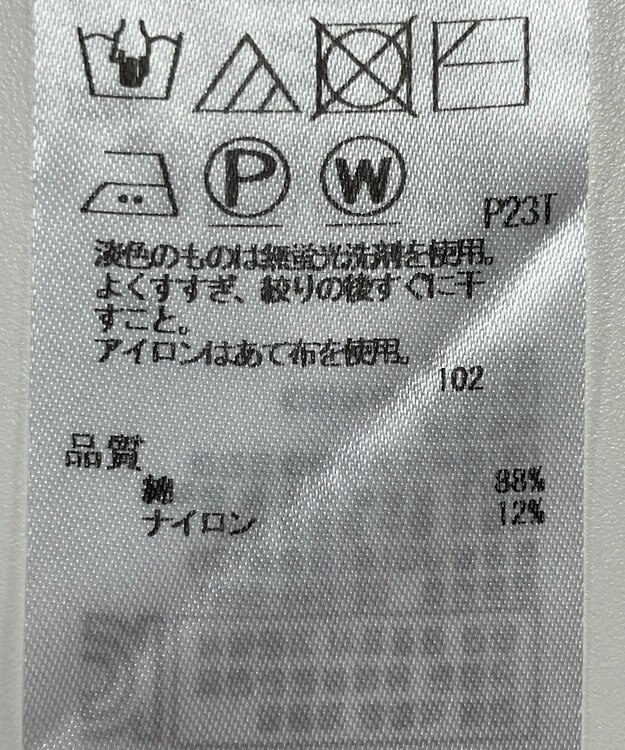 P W
P23T
淡色のものは無蛍光洗剤を使用。
よくすすぎ、絞りの後すぐに干
すこと。
アイロンはあて布を使用。
102
品質
綿 88%
ナイロン 12%